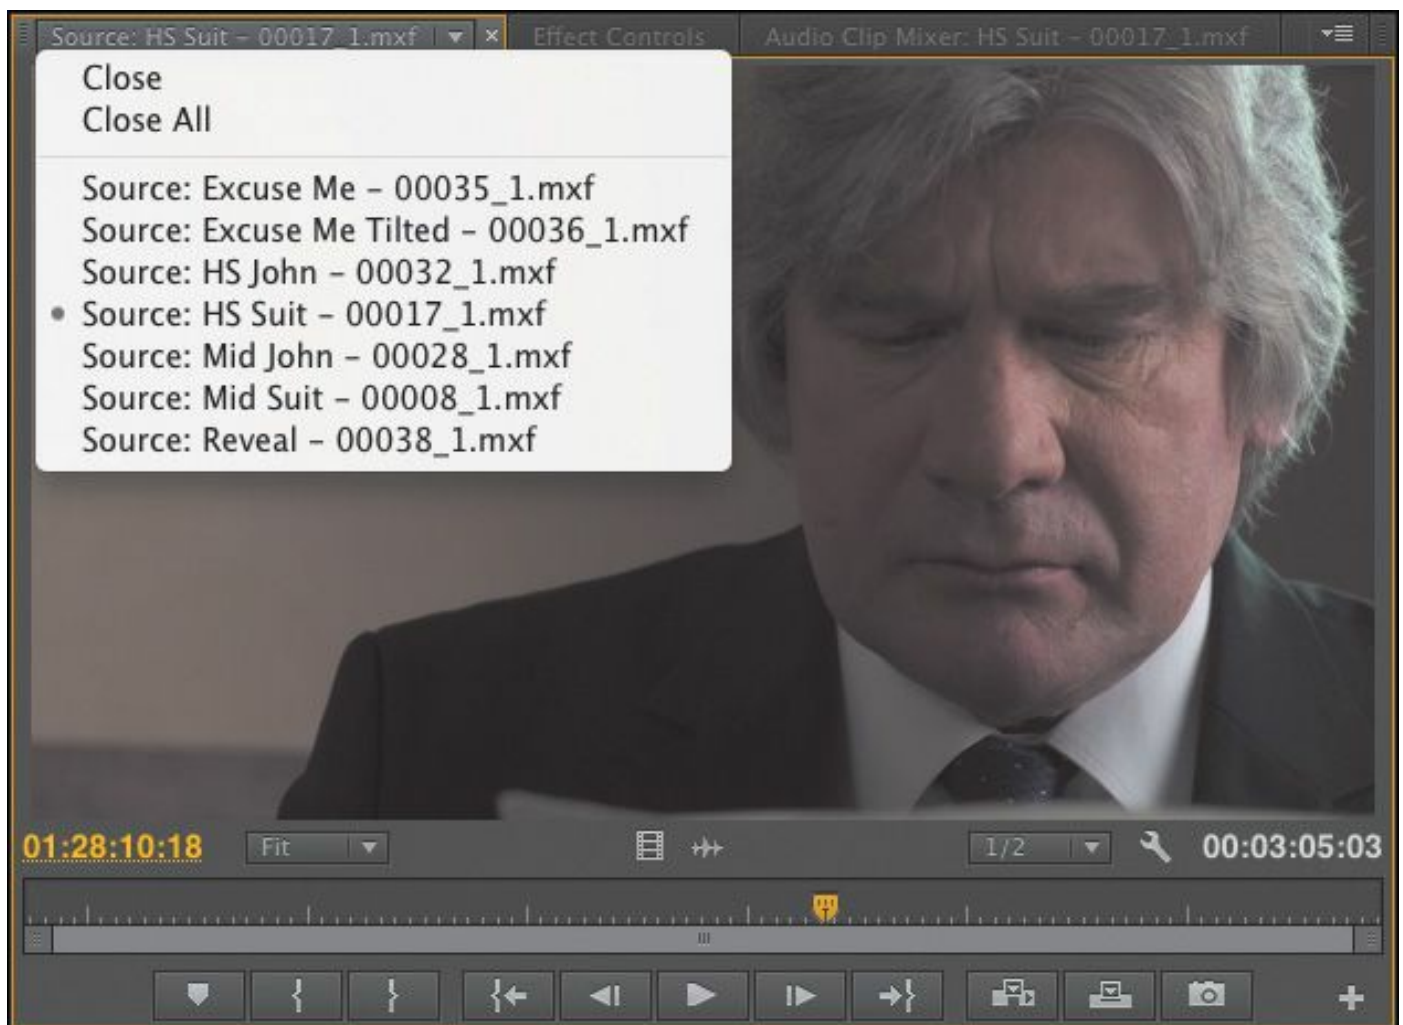 Source: HS Suit – 00017_1.mxf
Effect Controls
Audio Clip Mixer: HS Suit – 00017_1.mxf
Close
Close All
Source: Excuse Me – 00035_1.mxf
Source: Excuse Me Tilted – 00036_1.mxf
Source: HS John – 00032_1.mxf
Source: HS Suit – 00017_1.mxf
Source: Mid John – 00028_1.mxf
Source: Mid Suit – 00008_1.mxf
Source: Reveal – 00038_1.mxf
01:28:10:18
Fit
1/2
00:03:05:03